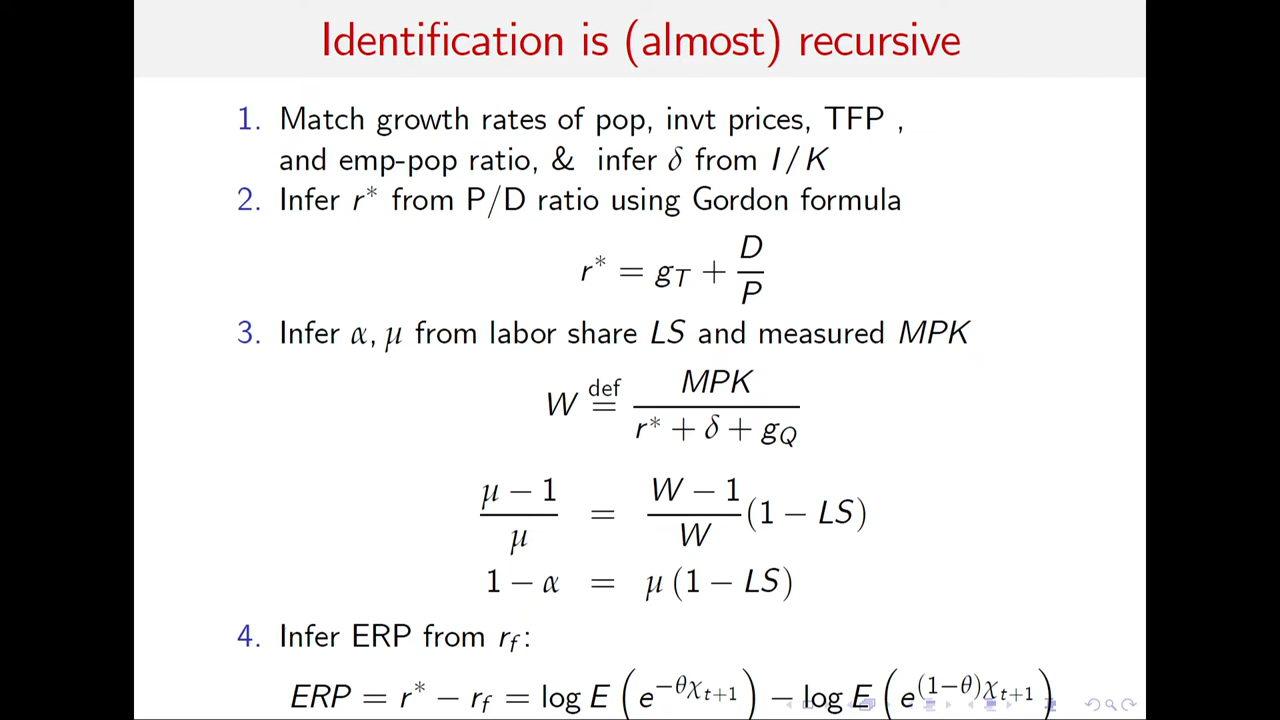 Identification is (almost) recursive
1. Match growth rates of pop, invt prices, TFP ,
and emp-pop ratio, & infer δ from I/K
2. Infer r* from P/D ratio using Gordon formula
r* = g_T + D/P
3. Infer α, μ from labor share LS and measured MPK
W def= MPK / (r* + δ + g_Q)
(μ − 1)/μ = (W − 1)/W (1 − LS)
1 − α = μ (1 − LS)
4. Infer ERP from r_f:
ERP = r* − r_f = log E (e^{−θχ_{t+1}}) − log E (e^{(1−θ)χ_{t+1}})